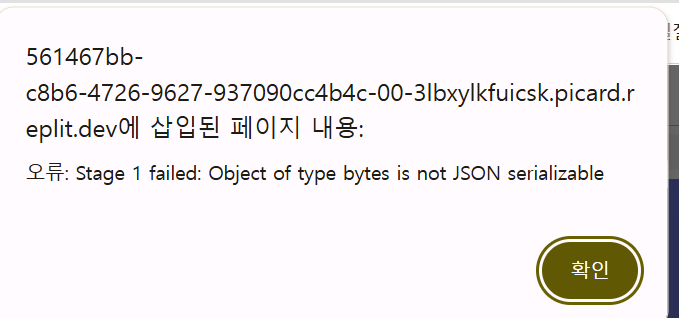 561467bb-
c8b6-4726-9627-937090cc4b4c-00-3lbxylkfuicsk.picard.r
eplit.dev에 삽입된 페이지 내용:
오류: Stage 1 failed: Object of type bytes is not JSON serializable
확인